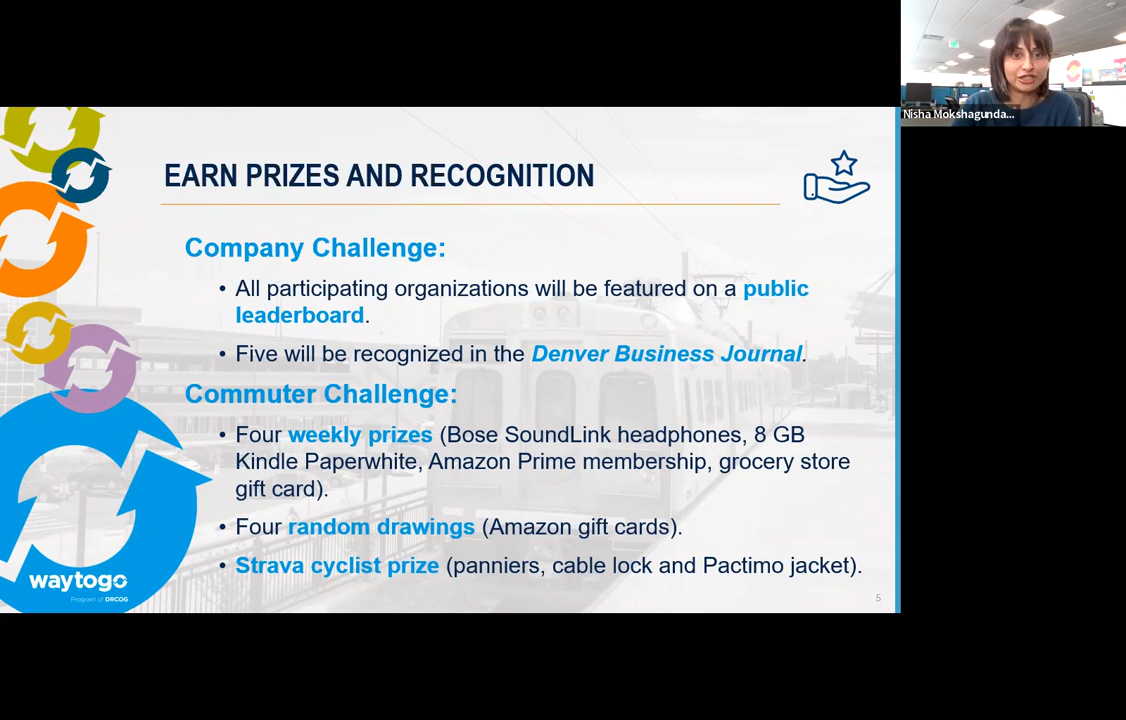 Nisha Mokshagunda...
EARN PRIZES AND RECOGNITION
Company Challenge:
• All participating organizations will be featured on a public
leaderboard.
• Five will be recognized in the Denver Business Journal.
Commuter Challenge:
• Four weekly prizes (Bose SoundLink headphones, 8 GB
Kindle Paperwhite, Amazon Prime membership, grocery store
gift card).
• Four random drawings (Amazon gift cards).
• Strava cyclist prize (panniers, cable lock and Pactimo jacket).
waytogo
Program of DRCOG
5